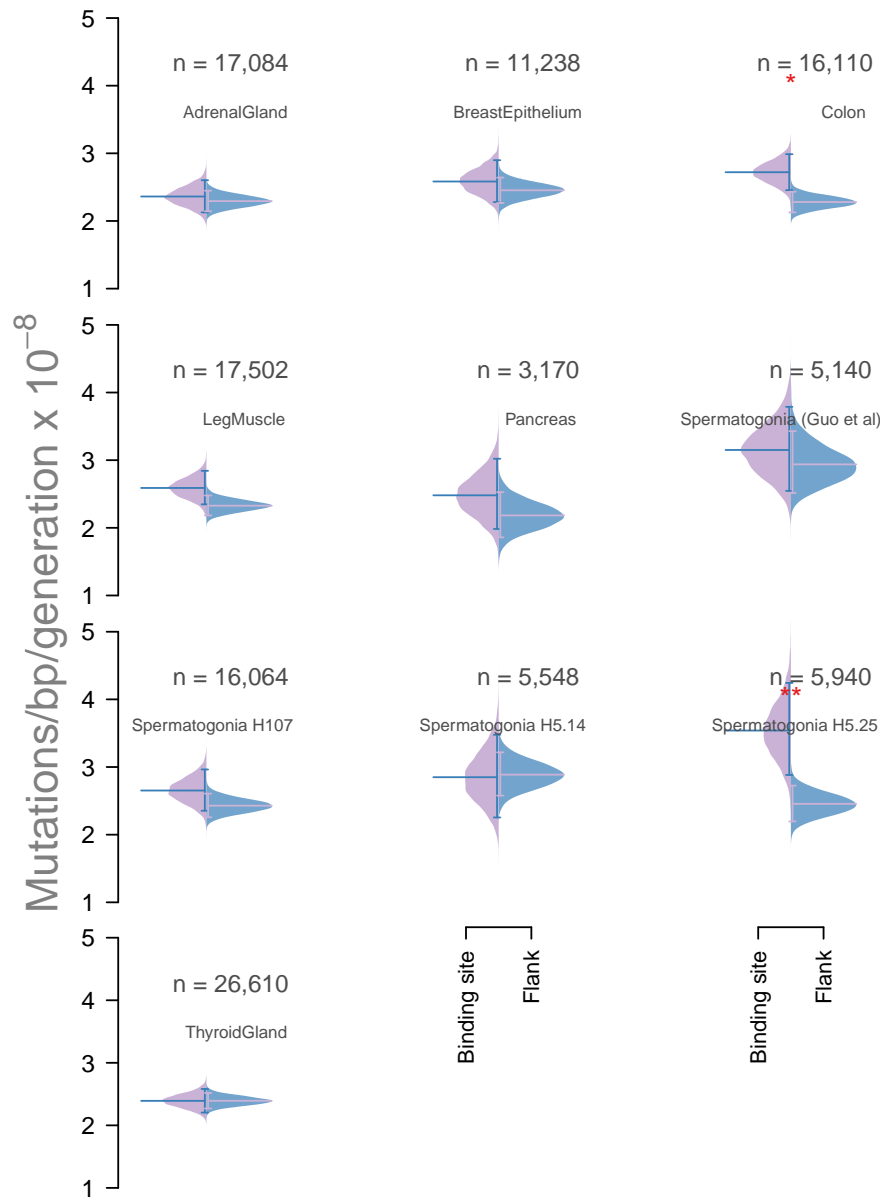 Mutations/bp/generation x 10⁻⁸
5
4
3
2
1
n = 17,084
AdrenalGland
n = 11,238
BreastEpithelium
n = 16,110
*
Colon
5
4
3
2
1
n = 17,502
LegMuscle
n = 3,170
Pancreas
n = 5,140
Spermatogonia (Guo et al)
5
4
3
2
1
n = 16,064
Spermatogonia H107
n = 5,548
Spermatogonia H5.14
n = 5,940
**
Spermatogonia H5.25
5
4
3
2
1
n = 26,610
ThyroidGland
Binding site
Flank
Binding site
Flank